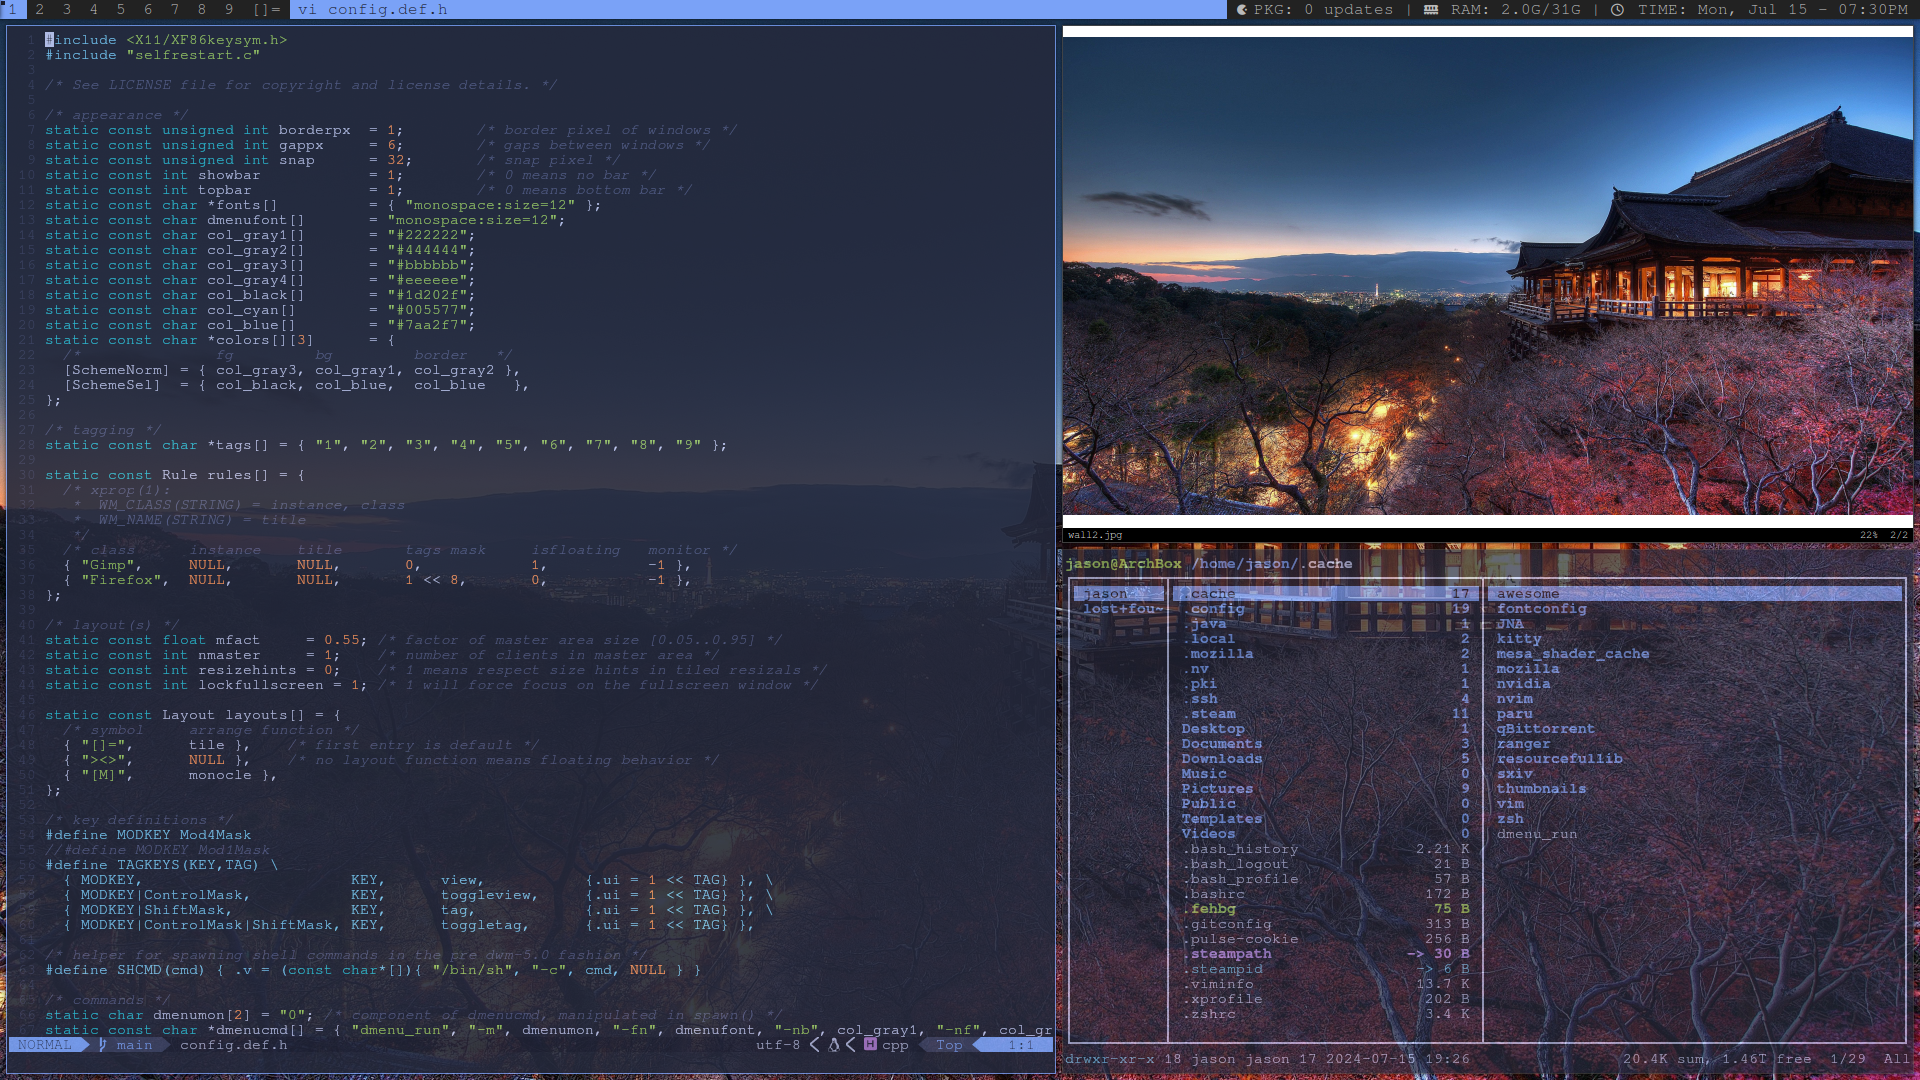 1 2 3 4 5 6 7 8 9 []= vi config.def.h PKG: 0 updates | RAM: 2.0G/31G | TIME: Mon, Jul 15 - 07:30PM
1 #include <X11/XF86keysym.h>
2 #include "selfrestart.c"
3
4 /* See LICENSE file for copyright and license details. */
5
6 /* appearance */
7 static const unsigned int borderpx  = 1;        /* border pixel of windows */
8 static const unsigned int gappx     = 6;        /* gaps between windows */
9 static const unsigned int snap      = 32;       /* snap pixel */
10 static const int showbar            = 1;        /* 0 means no bar */
11 static const int topbar             = 1;        /* 0 means bottom bar */
12 static const char *fonts[]          = { "monospace:size=12" };
13 static const char dmenufont[]       = "monospace:size=12";
14 static const char col_gray1[]       = "#222222";
15 static const char col_gray2[]       = "#444444";
16 static const char col_gray3[]       = "#bbbbbb";
17 static const char col_gray4[]       = "#eeeeee";
18 static const char col_black[]       = "#1d202f";
19 static const char col_cyan[]        = "#005577";
20 static const char col_blue[]        = "#7aa2f7";
21 static const char *colors[][3]      = {
22   /*               fg         bg         border   */
23   [SchemeNorm] = { col_gray3, col_gray1, col_gray2 },
24   [SchemeSel]  = { col_black, col_blue,  col_blue   },
25 };
26
27 /* tagging */
28 static const char *tags[] = { "1", "2", "3", "4", "5", "6", "7", "8", "9" };
29
30 static const Rule rules[] = {
31   /* xprop(1):
32    *  WM_CLASS(STRING) = instance, class
33    *  WM_NAME(STRING) = title
34    */
35   /* class      instance    title       tags mask     isfloating   monitor */
36   { "Gimp",     NULL,       NULL,       0,            1,           -1 },
37   { "Firefox",  NULL,       NULL,       1 << 8,       0,           -1 },
38 };
39
40 /* layout(s) */
41 static const float mfact     = 0.55; /* factor of master area size [0.05..0.95] */
42 static const int nmaster     = 1;    /* number of clients in master area */
43 static const int resizehints = 0;    /* 1 means respect size hints in tiled resizals */
44 static const int lockfullscreen = 1; /* 1 will force focus on the fullscreen window */
45
46 static const Layout layouts[] = {
47   /* symbol     arrange function */
48   { "[]=",      tile },    /* first entry is default */
49   { "><>",      NULL },    /* no layout function means floating behavior */
50   { "[M]",      monocle },
51 };
52
53 /* key definitions */
54 #define MODKEY Mod4Mask
55 //#define MODKEY Mod1Mask
56 #define TAGKEYS(KEY,TAG) \
57   { MODKEY,                       KEY,      view,           {.ui = 1 << TAG} }, \
58   { MODKEY|ControlMask,           KEY,      toggleview,     {.ui = 1 << TAG} }, \
59   { MODKEY|ShiftMask,             KEY,      tag,            {.ui = 1 << TAG} }, \
60   { MODKEY|ControlMask|ShiftMask, KEY,      toggletag,      {.ui = 1 << TAG} },
61
62 /* helper for spawning shell commands in the pre dwm-5.0 fashion */
63 #define SHCMD(cmd) { .v = (const char*[]){ "/bin/sh", "-c", cmd, NULL } }
64
65 /* commands */
66 static char dmenumon[2] = "0"; /* component of dmenucmd, manipulated in spawn() */
67 static const char *dmenucmd[] = { "dmenu_run", "-m", dmenumon, "-fn", dmenufont, "-nb", col_gray1, "-nf", col_gr
NORMAL main config.def.h utf-8 < < H cpp Top 1:1
wall2.jpg 22% 2/2
jason@ArchBox /home/jason/.cache
jason .cache 17 awesome
lost+fou~ .config 19 fontconfig
.java 1 JNA
.local 2 kitty
.mozilla 2 mesa_shader_cache
.nv 1 mozilla
.pki 1 nvidia
.ssh 4 nvim
.steam 11 paru
Desktop 1 qBittorrent
Documents 3 ranger
Downloads 5 resourcefullib
Music 0 sxiv
Pictures 9 thumbnails
Public 0 vim
Templates 0 zsh
Videos 0 dmenu_run
.bash_history 2.21 K
.bash_logout 21 B
.bash_profile 57 B
.bashrc 172 B
.fehbg 75 B
.gitconfig 313 B
.pulse-cookie 256 B
.steampath -> 30 B
.steampid -> 6 B
.viminfo 13.7 K
.xprofile 202 B
.zshrc 3.4 K
drwxr-xr-x 18 jason jason 17 2024-07-15 19:26 20.4K sum, 1.46T free 1/29 All